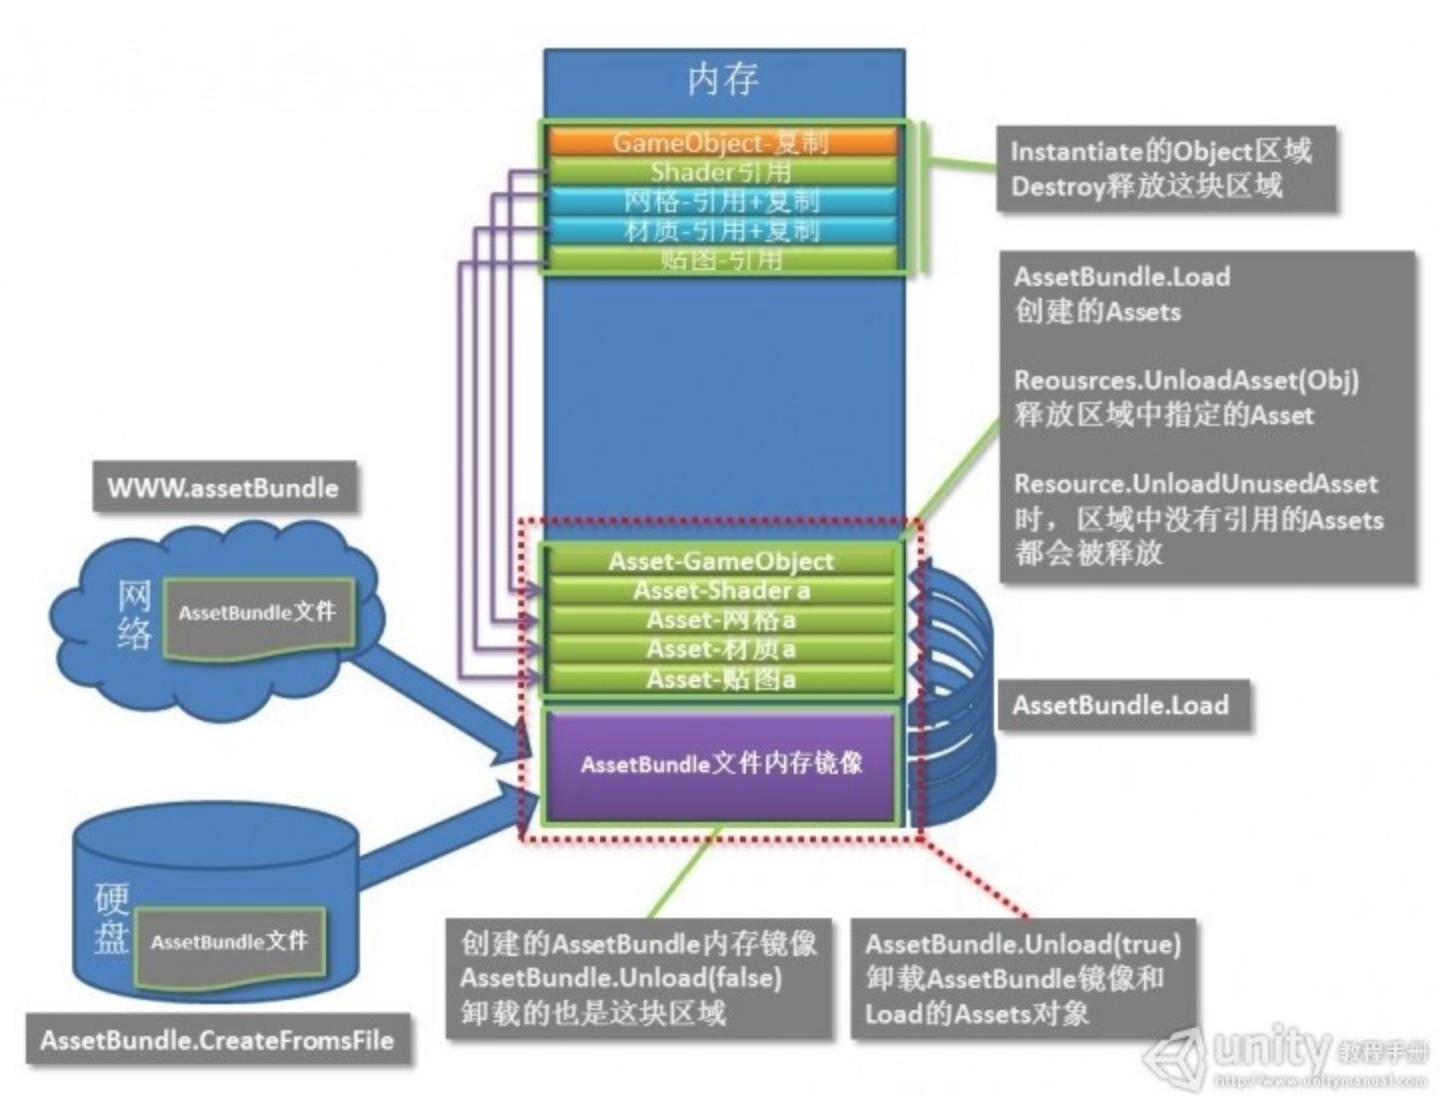 内存
GameObject-复制
Shader引用
网格-引用+复制
材质-引用+复制
贴图-引用
Instantiate的Object区域
Destroy释放这块区域
AssetBundle.Load
创建的Assets
Reousrces.UnloadAsset(Obj)
释放区域中指定的Asset
Resource.UnloadUnusedAsset
时，区域中没有引用的Assets
都会被释放
WWW.assetBundle
网
络
AssetBundle文件
Asset-GameObject
Asset-Shader a
Asset-网格a
Asset-材质a
Asset-贴图a
AssetBundle.Load
AssetBundle文件内存镜像
硬
盘
AssetBundle文件
AssetBundle.CreateFromsFile
创建的AssetBundle内存镜像
AssetBundle.Unload(false)
卸载的也是这块区域
AssetBundle.Unload(true)
卸载AssetBundle镜像和
Load的Assets对象
unity 教程手册
http://www.unitymanual.com